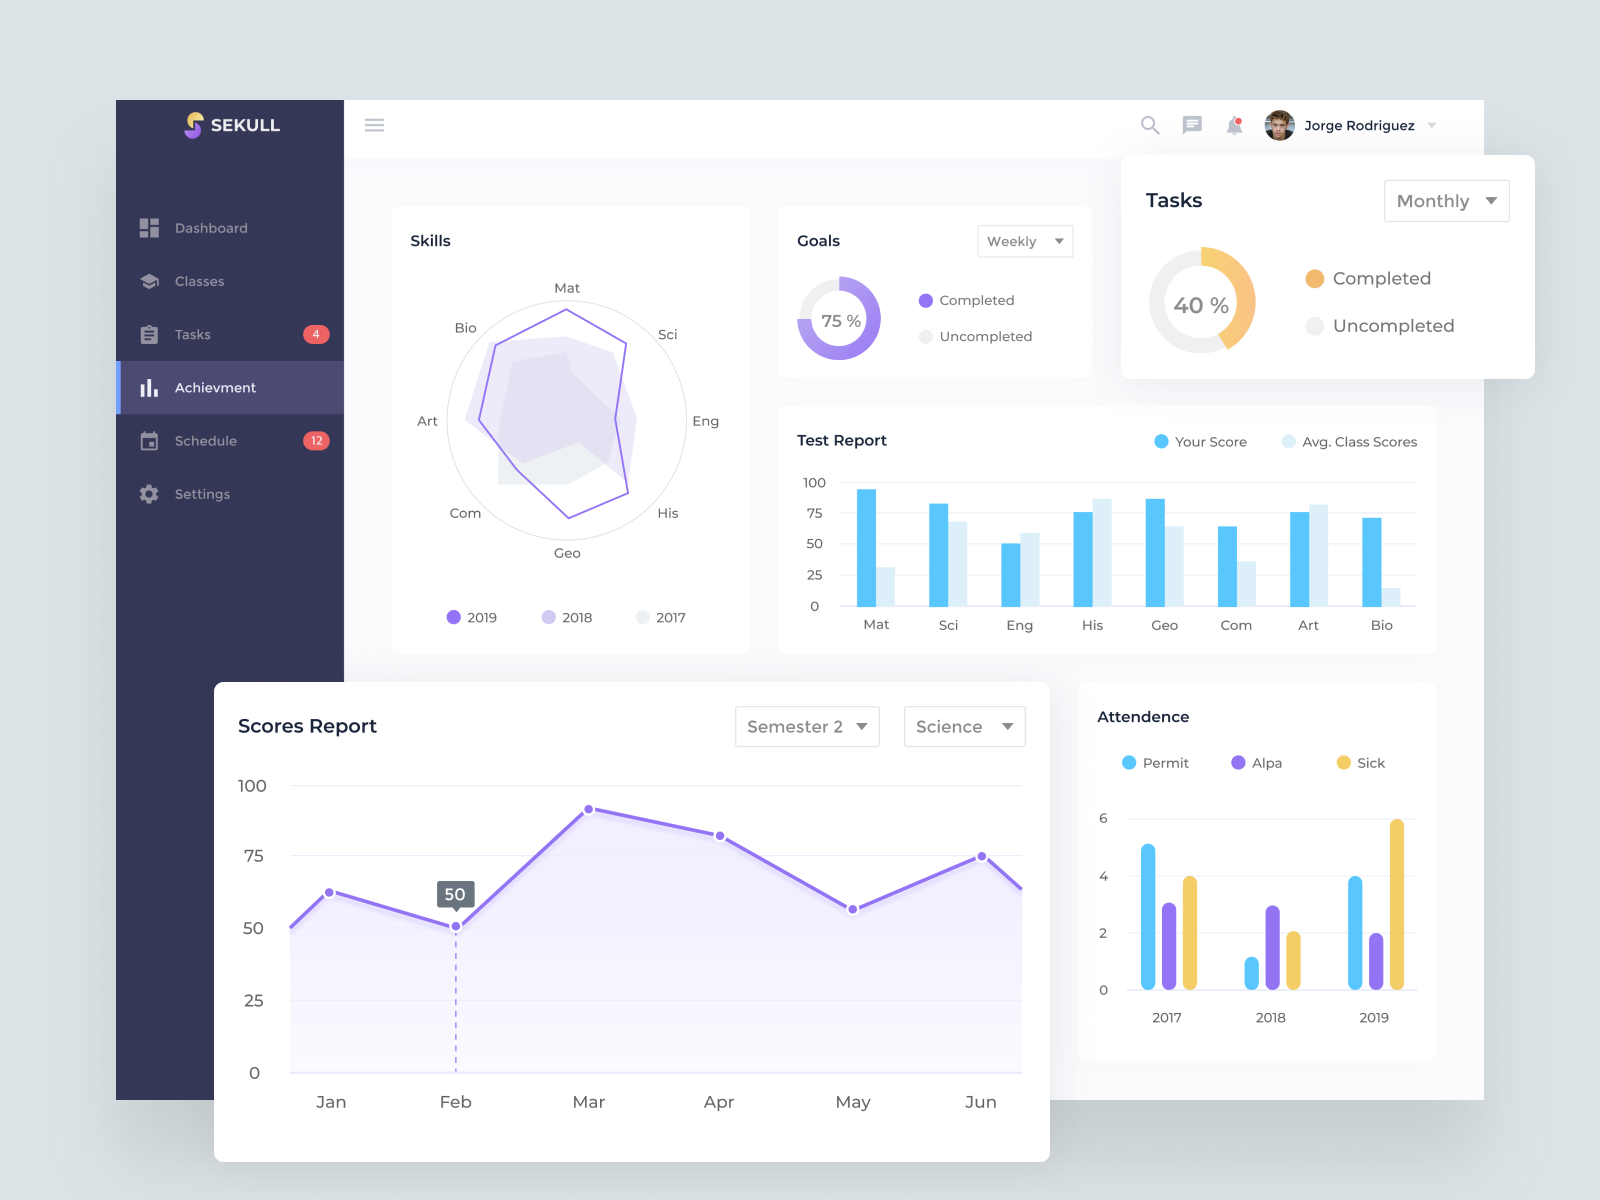 SEKULL
Jorge Rodriguez
Dashboard
Classes
Tasks 4
Achievment
Schedule 12
Settings
Skills
Mat
Bio
Sci
Art
Eng
Com
His
Geo
2019 2018 2017
Goals
Weekly
75 %
Completed
Uncompleted
Tasks
Monthly
40 %
Completed
Uncompleted
Test Report
Your Score Avg. Class Scores
100
75
50
25
0
Mat Sci Eng His Geo Com Art Bio
Scores Report
Semester 2 Science
100
75
50
50
25
0
Jan Feb Mar Apr May Jun
Attendence
Permit Alpa Sick
6
4
2
0
2017 2018 2019